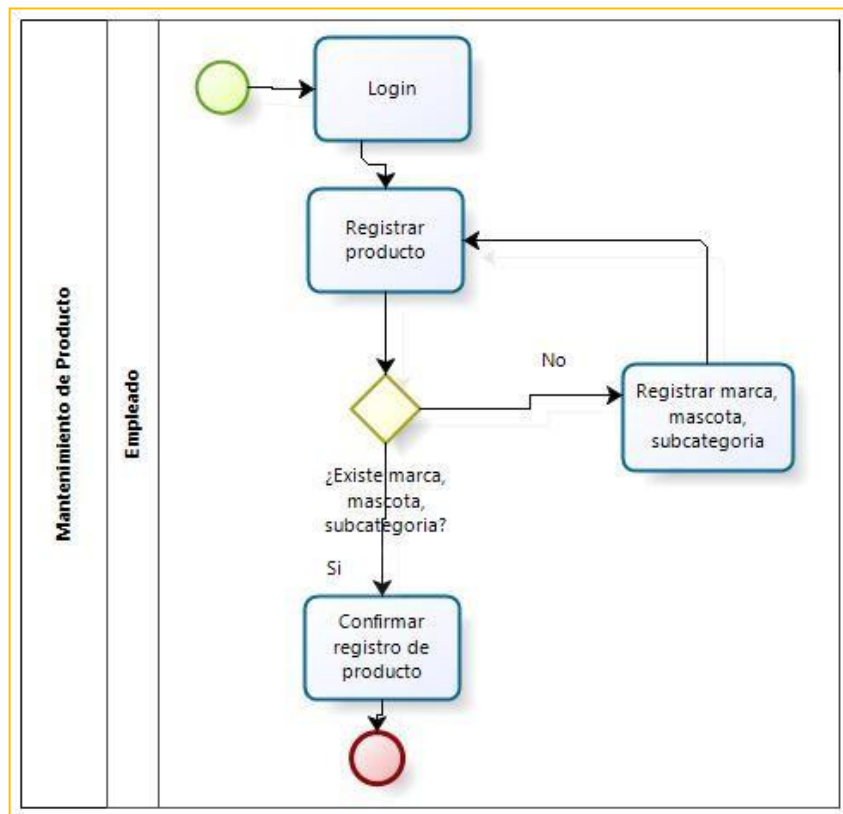 Mantenimiento de Producto
Empleado
Login
Registrar
producto
No
Registrar marca,
mascota,
subcategoria
¿Existe marca,
mascota,
subcategoria?
Si
Confirmar
registro de
producto